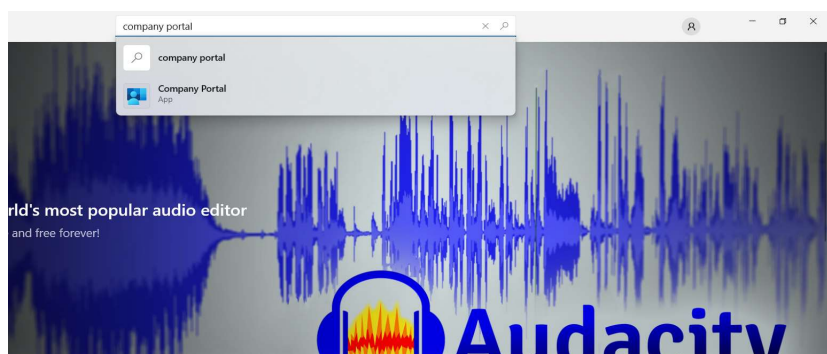 company portal
company portal
Company Portal
App
rld's most popular audio editor
and free forever!
Audacity